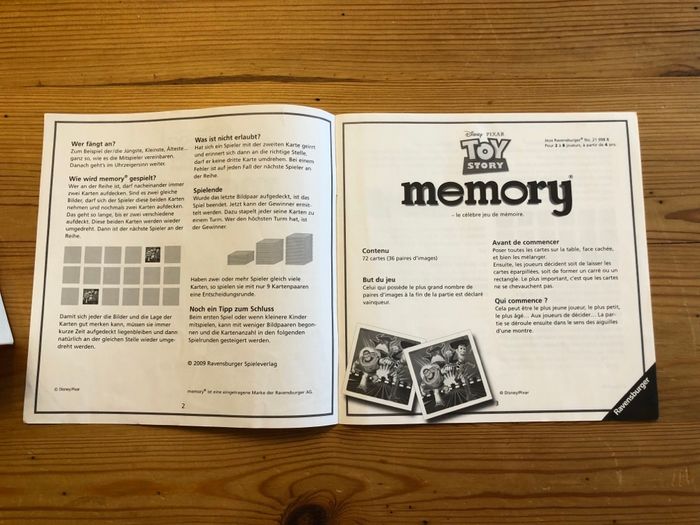 Wer fängt an?
Zum Beispiel der/die Jüngste, Kleinste, Älteste...
ganz so, wie es die Mitspieler vereinbaren.
Danach geht's im Uhrzeigersinn weiter.
Wie wird memory® gespielt?
Wer an der Reihe ist, darf nacheinander immer
zwei Karten aufdecken. Sind es zwei gleiche
Bilder, darf sich der Spieler diese beiden Karten
nehmen und nochmals zwei Karten aufdecken.
Das geht so lange, bis er zwei verschiedene
aufdeckt. Diese beiden Karten werden wieder
umgedreht. Dann ist der nächste Spieler an der
Reihe.
Damit sich jeder die Bilder und die Lage der
Karten gut merken kann, müssen sie immer
kurze Zeit aufgedeckt liegenbleiben und dann
natürlich an der gleichen Stelle wieder umge-
dreht werden.
© Disney/Pixar
Was ist nicht erlaubt?
Hat sich ein Spieler mit der zweiten Karte geirrt
und erinnert sich dann an die richtige Stelle,
darf er keine dritte Karte umdrehen. Bei einem
Fehler ist auf jeden Fall der nächste Spieler an
der Reihe.
Spielende
Wurde das letzte Bildpaar aufgedeckt, ist das
Spiel beendet. Jetzt kann der Gewinner ermit-
telt werden. Dazu stapelt jeder seine Karten zu
einem Turm. Wer den höchsten Turm hat, ist
der Gewinner.
Haben zwei oder mehr Spieler gleich viele
Karten, so spielen sie mit nur 9 Kartenpaaren
eine Entscheidungsrunde.
Noch ein Tipp zum Schluss
Beim ersten Spiel oder wenn kleinere Kinder
mitspielen, kann mit weniger Bildpaaren begon-
nen und die Kartenanzahl in den folgenden
Spielrunden gesteigert werden.
© 2009 Ravensburger Spieleverlag
memory® ist eine eingetragene Marke der Ravensburger AG.
2
Disney PIXAR
TOY
STORY
Jeux Ravensburger® No. 21 998 8
Pour 2 à 8 joueurs, à partir de 4 ans.
memory®
– le célèbre jeu de mémoire.
Contenu
72 cartes (36 paires d'images)
But du jeu
Celui qui possède le plus grand nombre de
paires d'images à la fin de la partie est déclaré
vainqueur.
Avant de commencer
Poser toutes les cartes sur la table, face cachée,
et bien les mélanger.
Ensuite, les joueurs décident soit de laisser les
cartes éparpillées, soit de former un carré ou un
rectangle. Le plus important, c'est que les cartes
ne se chevauchent pas.
Qui commence ?
Cela peut être le plus jeune joueur, le plus petit,
le plus âgé... Aux joueurs de décider... La par-
tie se déroule ensuite dans le sens des aiguilles
d'une montre.
© Disney/Pixar
3
Ravensburger